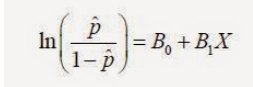 ln(p̂ / (1 − p̂)) = B₀ + B₁X